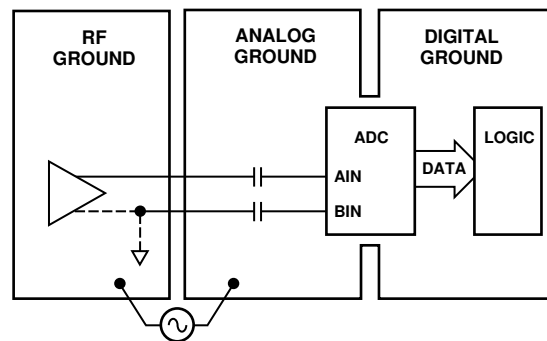 RF
GROUND
ANALOG
GROUND
DIGITAL
GROUND
ADC
LOGIC
DATA
AIN
BIN